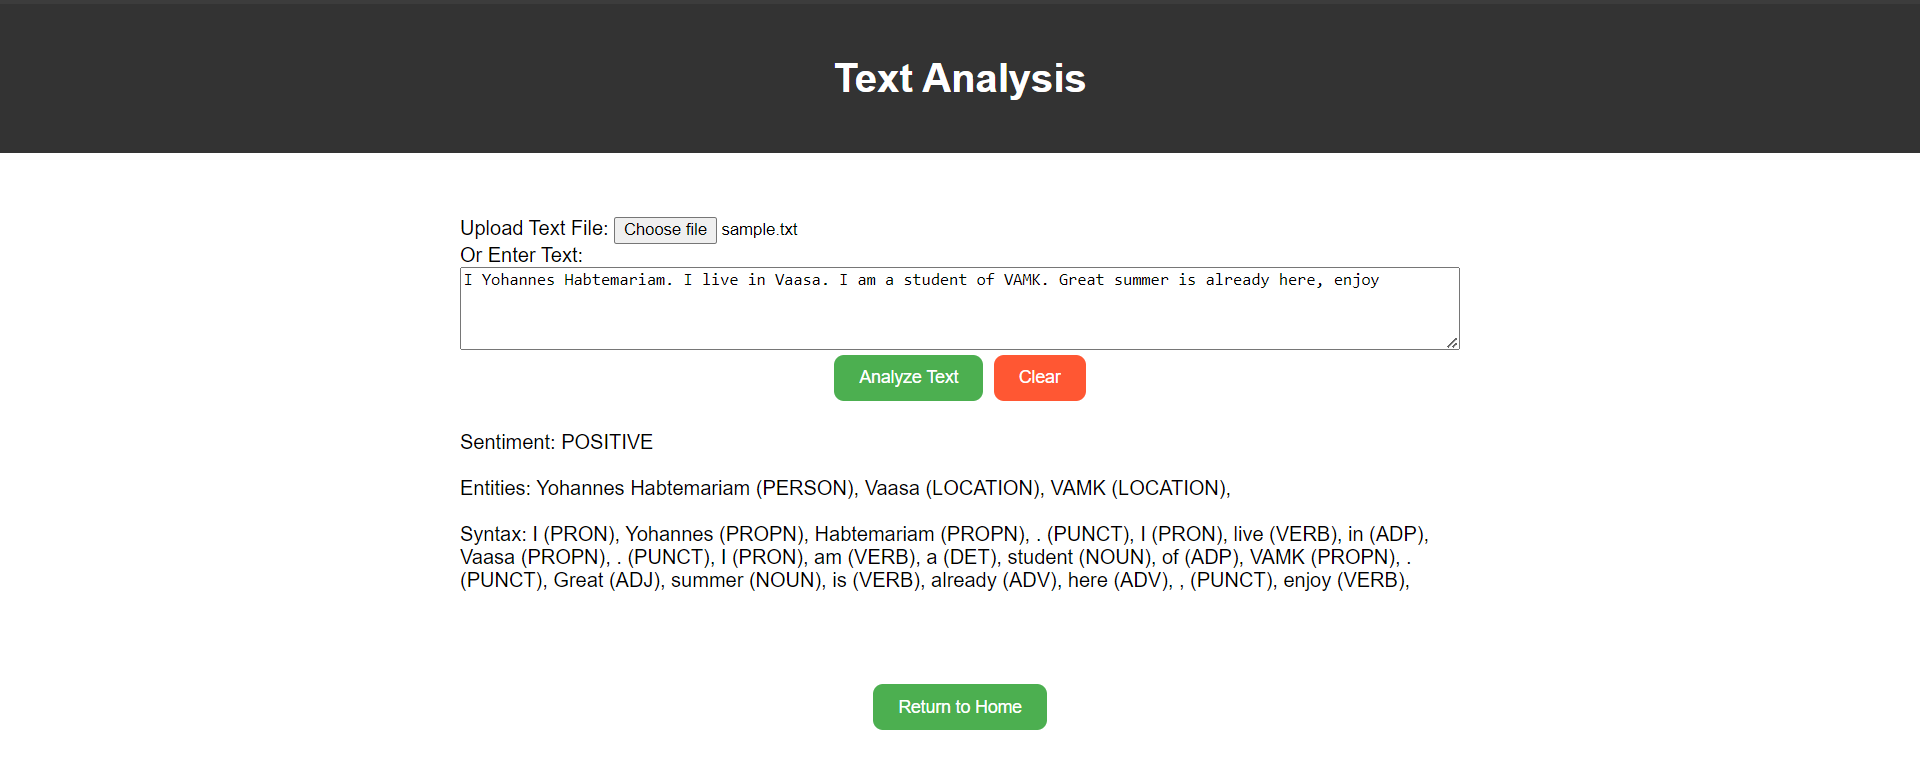 Text Analysis
Upload Text File: Choose file sample.txt
Or Enter Text:
I Yohannes Habtemariam. I live in Vaasa. I am a student of VAMK. Great summer is already here, enjoy
Analyze Text Clear
Sentiment: POSITIVE
Entities: Yohannes Habtemariam (PERSON), Vaasa (LOCATION), VAMK (LOCATION),
Syntax: I (PRON), Yohannes (PROPN), Habtemariam (PROPN), . (PUNCT), I (PRON), live (VERB), in (ADP),
Vaasa (PROPN), . (PUNCT), I (PRON), am (VERB), a (DET), student (NOUN), of (ADP), VAMK (PROPN), .
(PUNCT), Great (ADJ), summer (NOUN), is (VERB), already (ADV), here (ADV), , (PUNCT), enjoy (VERB),
Return to Home